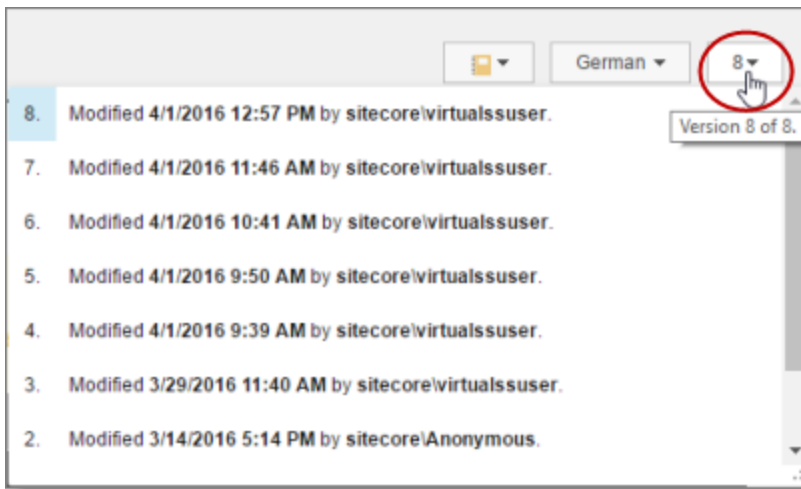 German
8
Version 8 of 8.
8. Modified 4/1/2016 12:57 PM by sitecore\virtualssuser.
7. Modified 4/1/2016 11:46 AM by sitecore\virtualssuser.
6. Modified 4/1/2016 10:41 AM by sitecore\virtualssuser.
5. Modified 4/1/2016 9:50 AM by sitecore\virtualssuser.
4. Modified 4/1/2016 9:39 AM by sitecore\virtualssuser.
3. Modified 3/29/2016 11:40 AM by sitecore\virtualssuser.
2. Modified 3/14/2016 5:14 PM by sitecore\Anonymous.